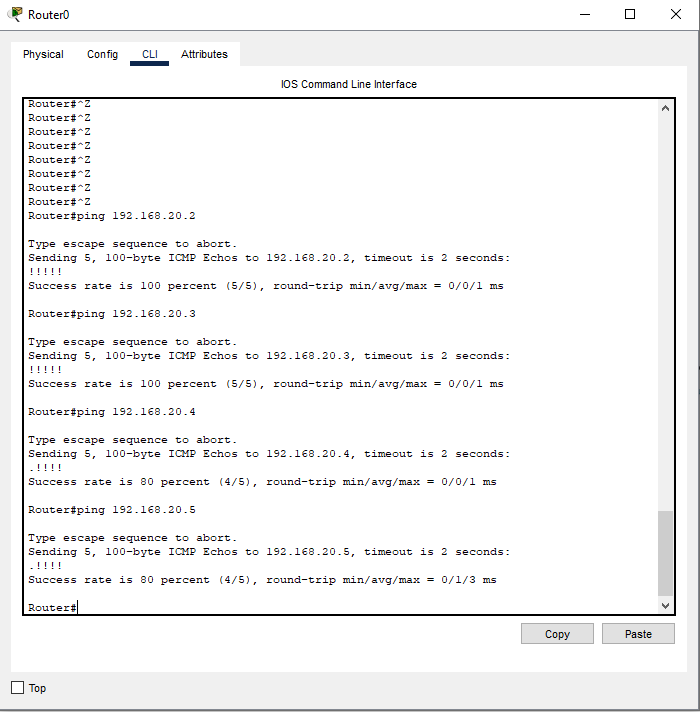 Router0
Physical Config CLI Attributes
IOS Command Line Interface
Router#^Z
Router#^Z
Router#^Z
Router#^Z
Router#^Z
Router#^Z
Router#^Z
Router#^Z
Router#ping 192.168.20.2
Type escape sequence to abort.
Sending 5, 100-byte ICMP Echos to 192.168.20.2, timeout is 2 seconds:
!!!!!
Success rate is 100 percent (5/5), round-trip min/avg/max = 0/0/1 ms
Router#ping 192.168.20.3
Type escape sequence to abort.
Sending 5, 100-byte ICMP Echos to 192.168.20.3, timeout is 2 seconds:
!!!!!
Success rate is 100 percent (5/5), round-trip min/avg/max = 0/0/1 ms
Router#ping 192.168.20.4
Type escape sequence to abort.
Sending 5, 100-byte ICMP Echos to 192.168.20.4, timeout is 2 seconds:
.!!!!
Success rate is 80 percent (4/5), round-trip min/avg/max = 0/0/1 ms
Router#ping 192.168.20.5
Type escape sequence to abort.
Sending 5, 100-byte ICMP Echos to 192.168.20.5, timeout is 2 seconds:
.!!!!
Success rate is 80 percent (4/5), round-trip min/avg/max = 0/1/3 ms
Router#
Copy Paste
Top